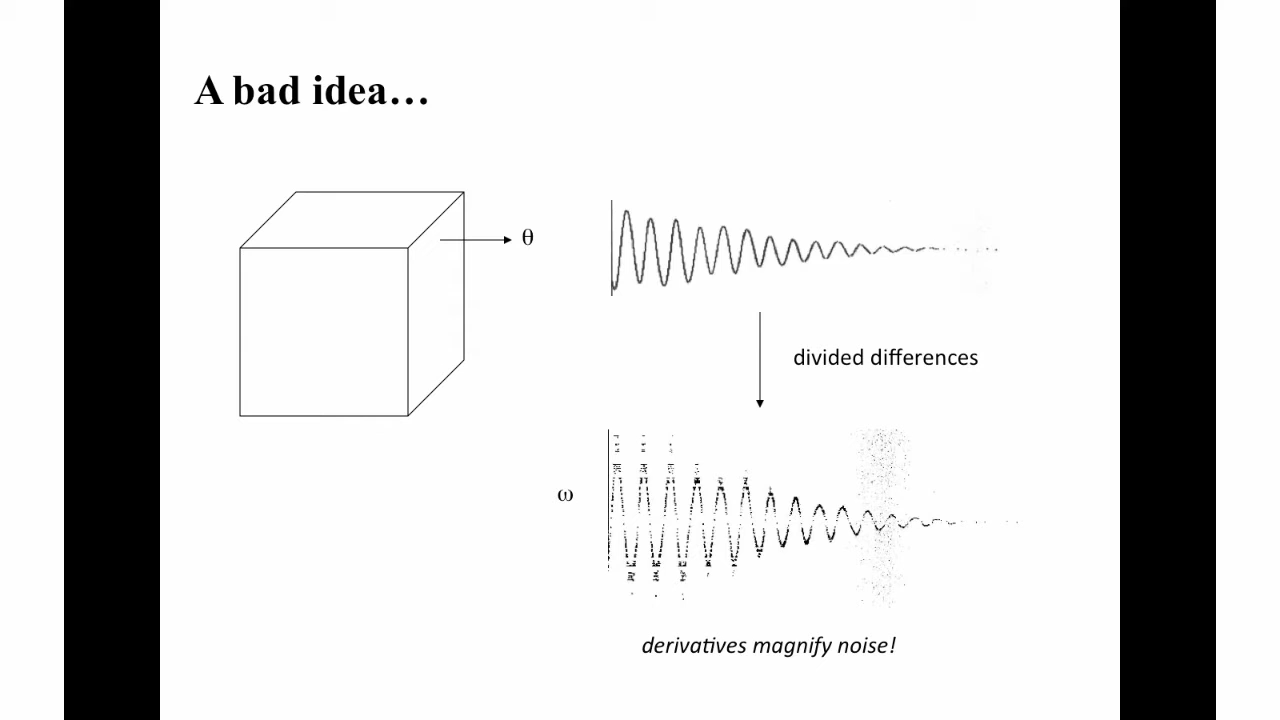 A bad idea…
θ
divided differences
ω
derivatives magnify noise!